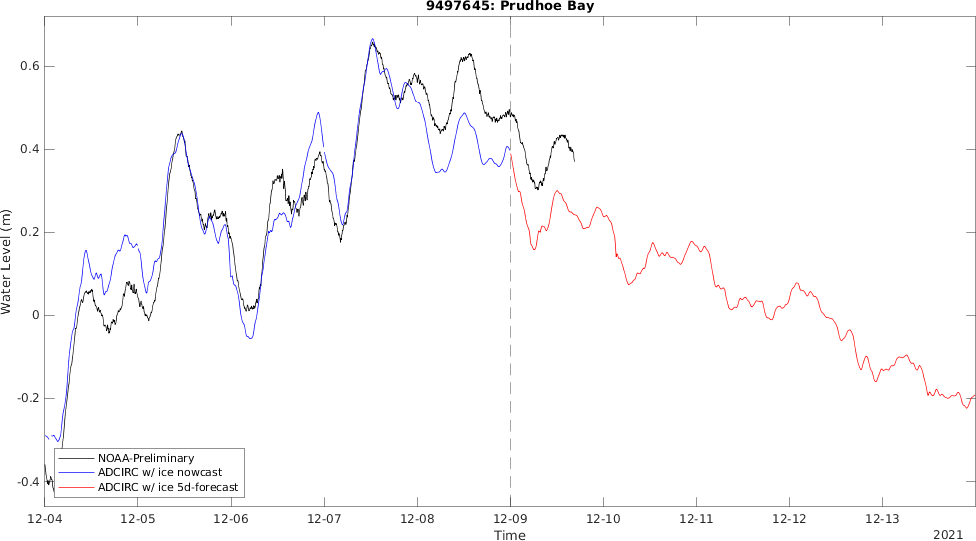 9497645: Prudhoe Bay
Water Level (m)
0.6
0.4
0.2
0
-0.2
-0.4
NOAA-Preliminary
ADCIRC w/ ice nowcast
ADCIRC w/ ice 5d-forecast
12-04 12-05 12-06 12-07 12-08 12-09 12-10 12-11 12-12 12-13
Time
2021